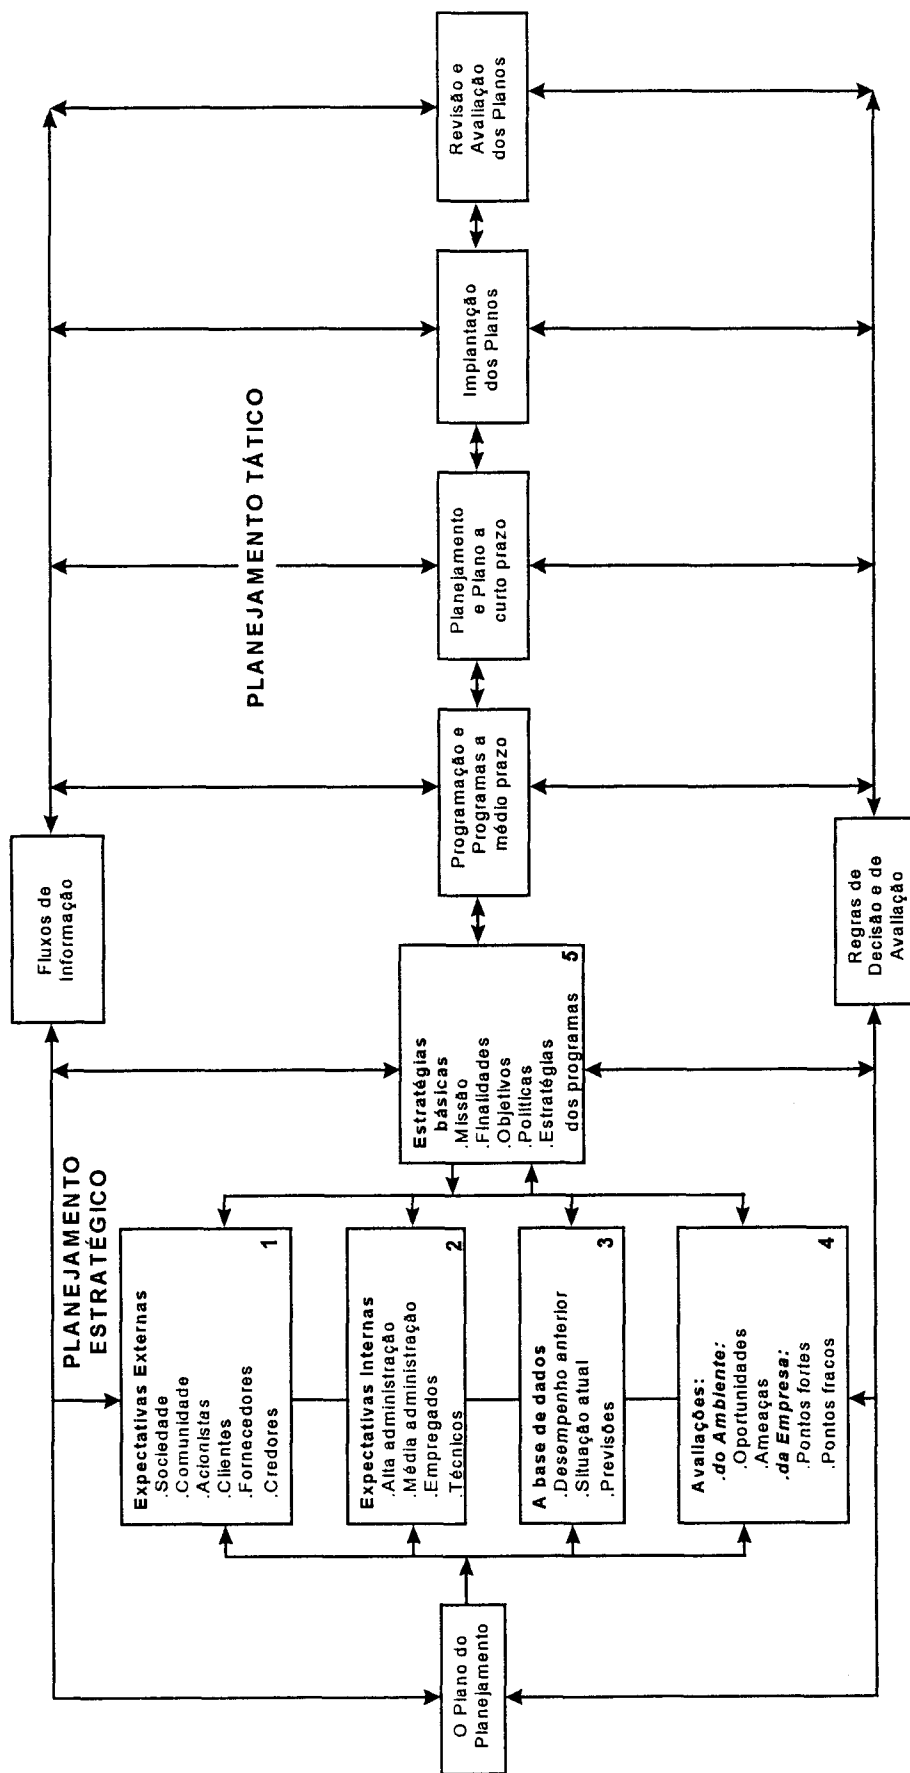 PLANEJAMENTO
ESTRATÉGICO
PLANEJAMENTO TÁTICO
Fluxos de
Informação
O Plano do
Planejamento
Expectativas Externas
.Sociedade
.Comunidade
.Acionistas
.Clientes
.Fornecedores
.Credores
1
Expectativas Internas
.Alta administração
.Média administração
.Empregados
.Técnicos
2
A base de dados
.Desempenho anterior
.Situação atual
.Previsões
3
Avaliações:
.do Ambiente:
.Oportunidades
.Ameaças
.da Empresa:
.Pontos fortes
.Pontos fracos
4
Estratégias
básicas
.Missão
.Finalidades
.Objetivos
.Políticas
.Estratégias
dos programas
5
Programação e
Programas a
médio prazo
Planejamento
e Plano a
curto prazo
Implantação
dos Planos
Revisão e
Avaliação
dos Planos
Regras de
Decisão e de
Avaliação